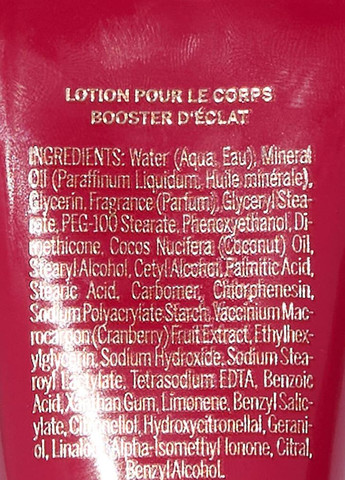 LOTION POUR LE CORPS
BOOSTER D'ÉCLAT
INGREDIENTS: Water (Aqua, Eau), Mineral
Oil (Paraffinum Liquidum, Huile minérale),
Glycerin, Fragrance (Parfum), Glyceryl Stea-
rate, PEG-100 Stearate, Phenoxyethanol, Di-
methicone, Cocos Nucifera (Coconut) Oil,
Stearyl Alcohol, Cetyl Alcohol, Palmitic Acid,
Stearic Acid, Carbomer, Chlorphenesin,
Sodium Polyacrylate Starch, Vaccinium Mac-
rocarpon (Cranberry) Fruit Extract, Ethylhex-
ylglycerin, Sodium Hydroxide, Sodium Stea-
royl Lactylate, Tetrasodium EDTA, Benzoic
Acid, Xanthan Gum, Limonene, Benzyl Salic-
ylate, Citronellol, Hydroxycitronellal, Gerani-
ol, Linalool, Alpha-Isomethyl Ionone, Citral,
Benzyl Alcohol.